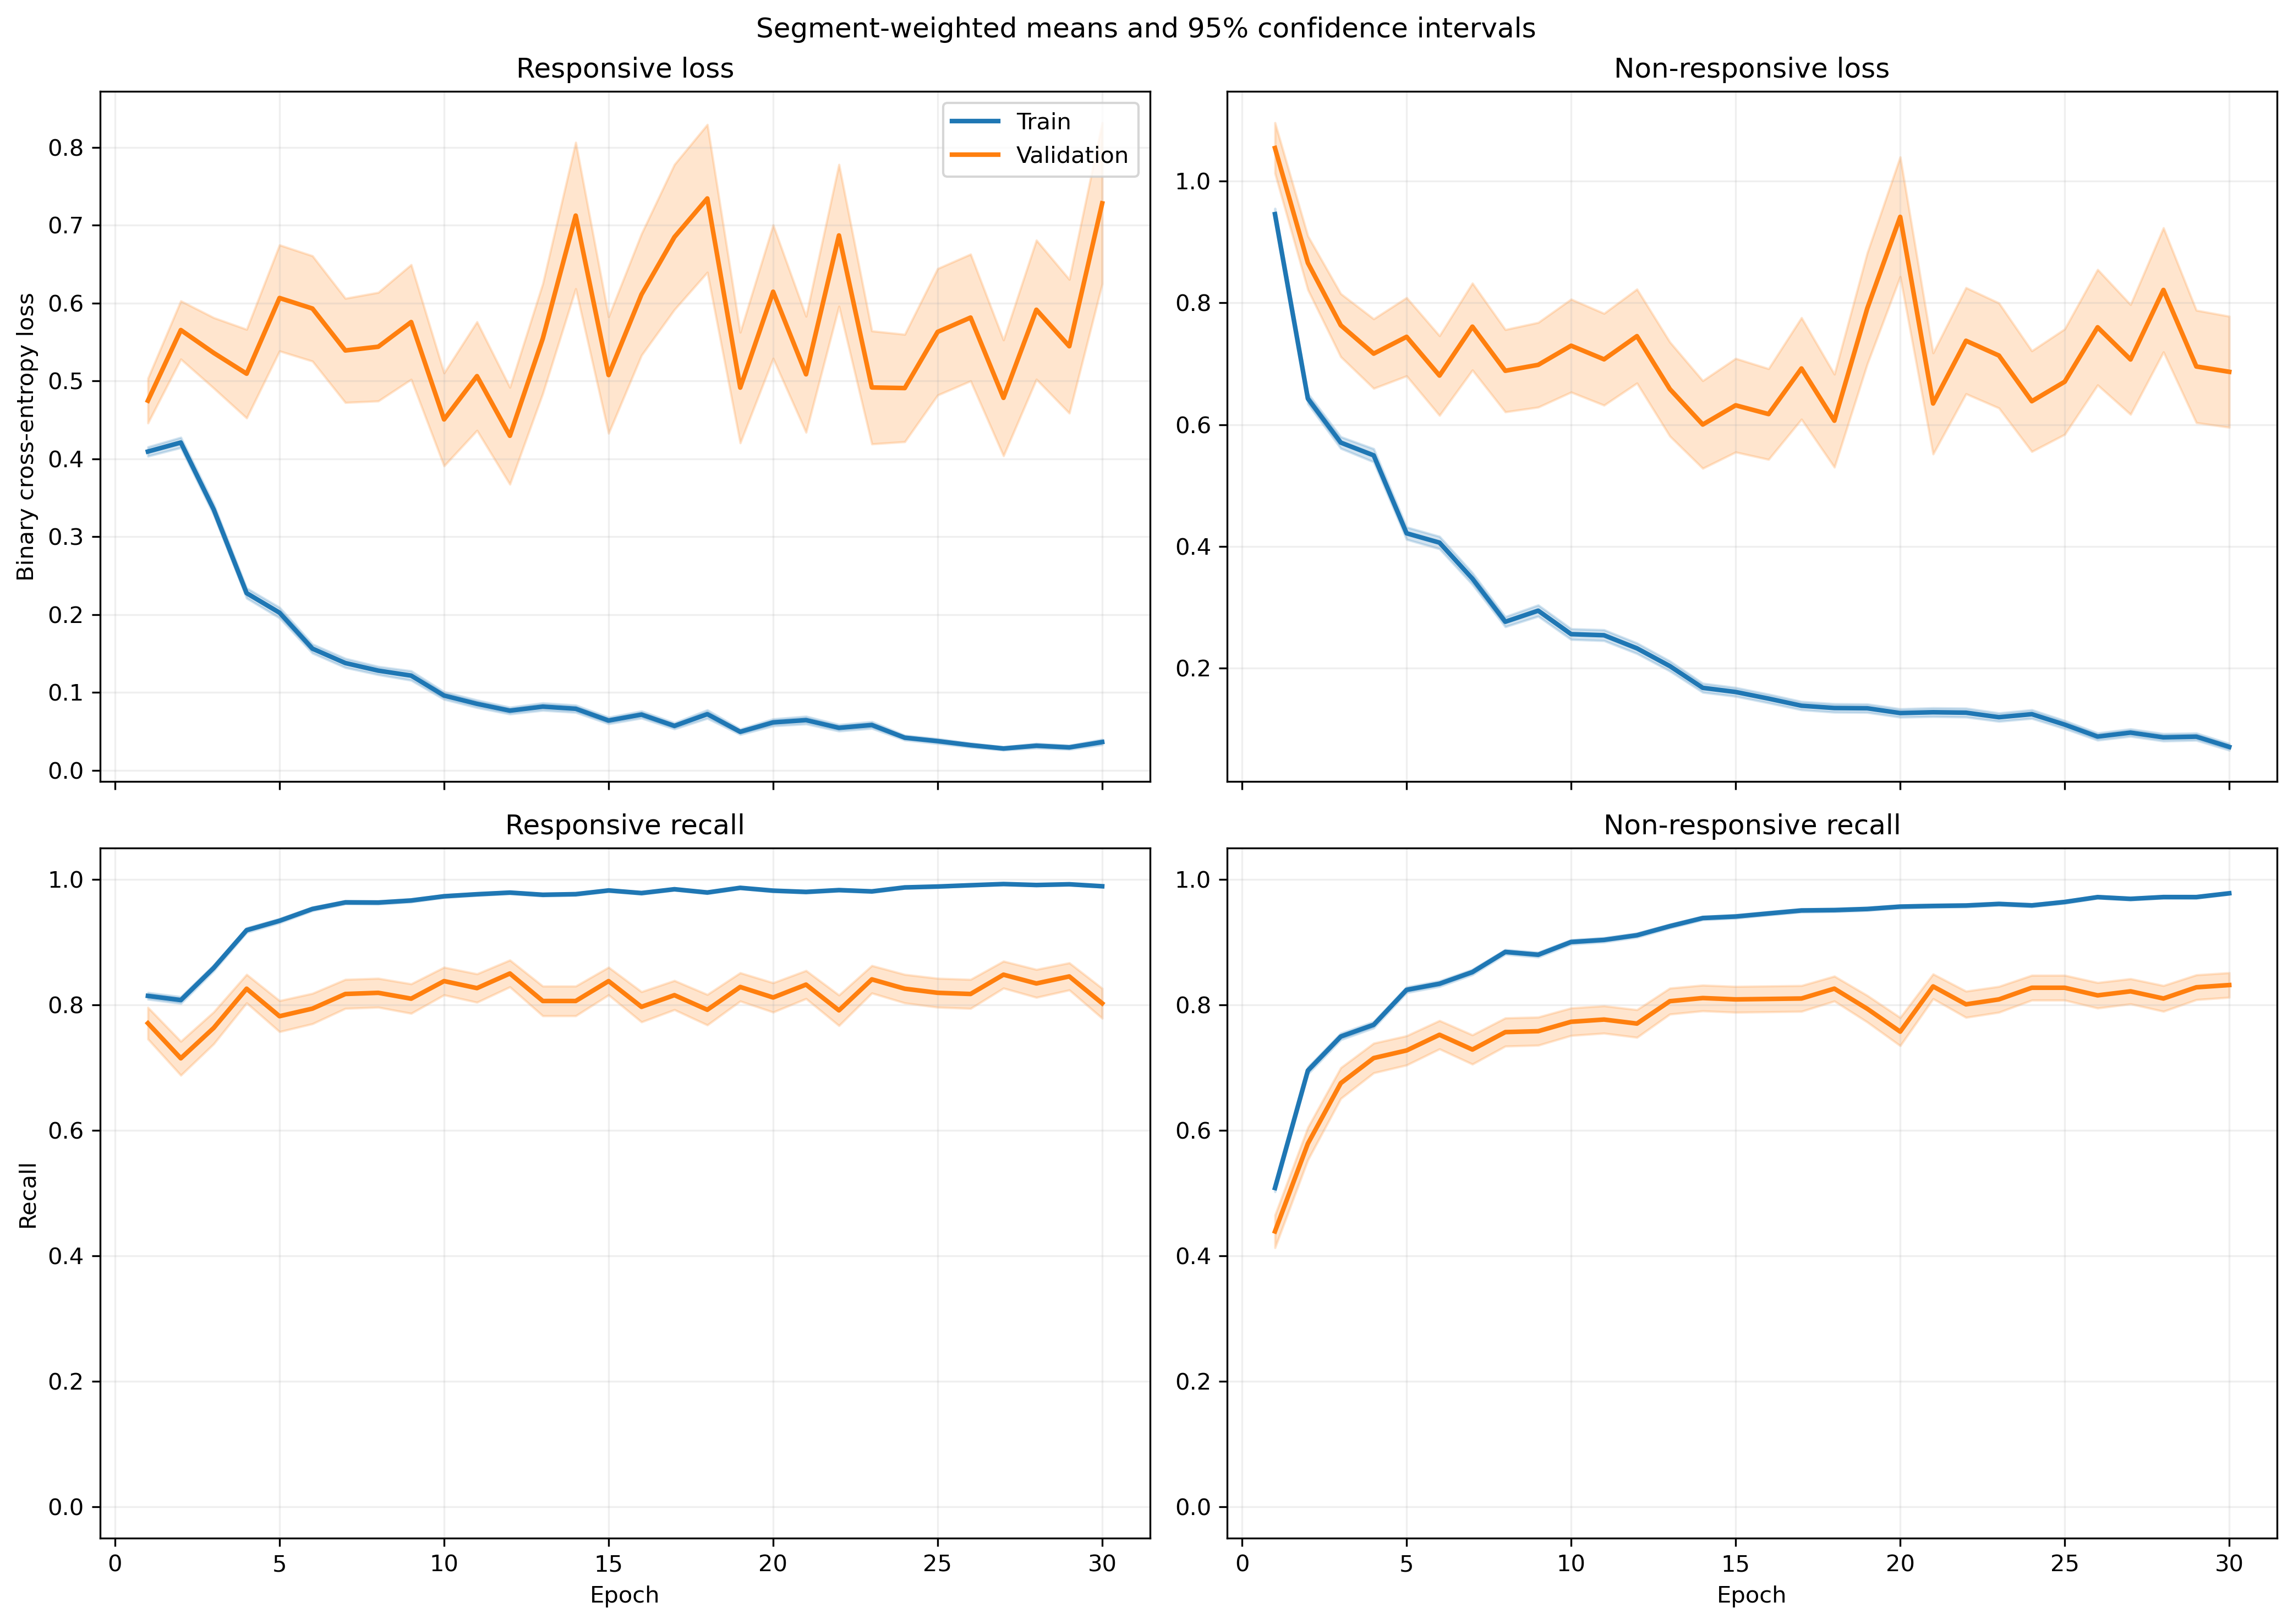 Segment-weighted means and 95% confidence intervals
Responsive loss
Non-responsive loss
Train
Validation
Binary cross-entropy loss
0.8
0.7
0.6
0.5
0.4
0.3
0.2
0.1
0.0
1.0
0.8
0.6
0.4
0.2
Responsive recall
Non-responsive recall
Recall
1.0
0.8
0.6
0.4
0.2
0.0
1.0
0.8
0.6
0.4
0.2
0.0
0 5 10 15 20 25 30
0 5 10 15 20 25 30
Epoch
Epoch